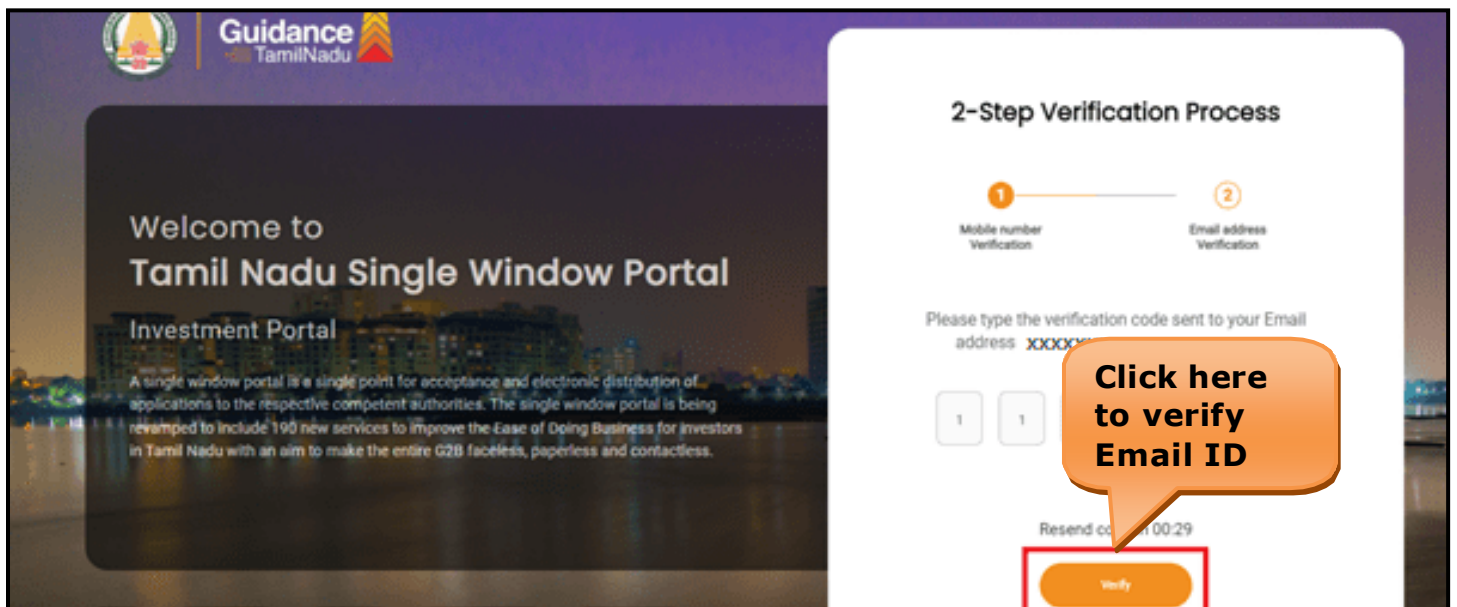 Guidance
TamilNadu
Welcome to
Tamil Nadu Single Window Portal
Investment Portal
A single window portal is a single point for acceptance and electronic distribution of
applications to the respective competent authorities. The single window portal is being
revamped to include 190 new services to improve the Ease of Doing Business for investors
in Tamil Nadu with an aim to make the entire G2B faceless, paperless and contactless.
2-Step Verification Process
1
2
Mobile number
Verification
Email address
Verification
Please type the verification code sent to your Email
address XXXXX
1 1
Click here
to verify
Email ID
Resend 00:29
Verify